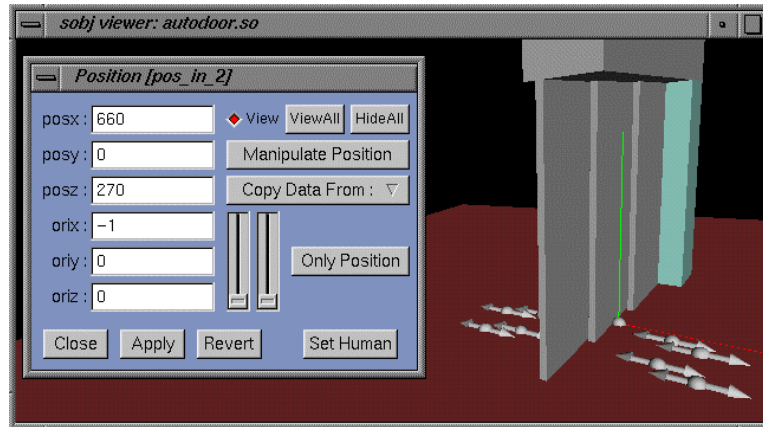 sobj viewer: autodoor.so
Position [pos_in_2]
posx : 660 View ViewAll HideAll
posy : 0 Manipulate Position
posz : 270 Copy Data From :
orix : −1
oriy : 0 Only Position
oriz : 0
Close Apply Revert Set Human